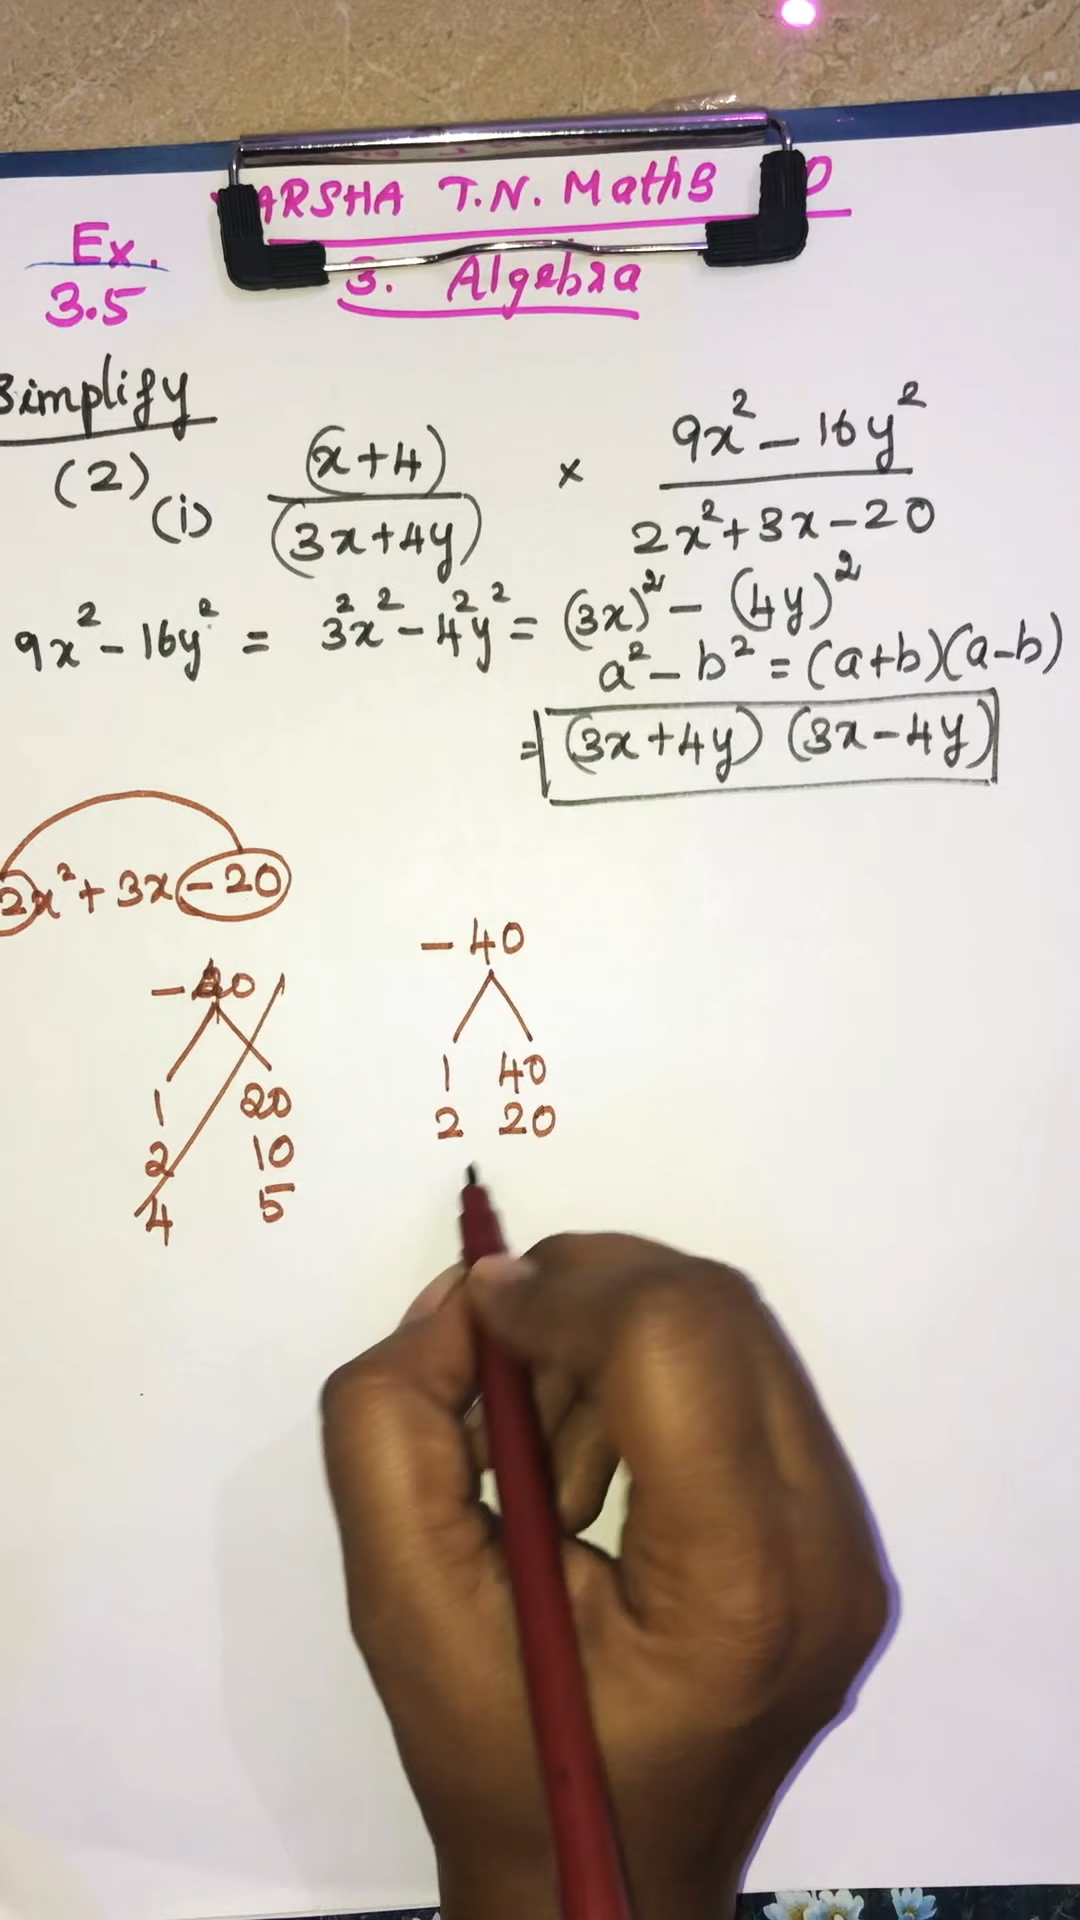 ARSHA T.N. Maths
Ex. 3.5
3. Algebra
Simplify
(2) (i) (x+4)/(3x+4y) × 9x² - 16y²/2x²+3x-20
9x² - 16y² = 3²x² - 4²y² = (3x)² - (4y)²
a² - b² = (a+b)(a-b)
= (3x+4y) (3x-4y)
2x²+3x-20
-40
1 20
2 10
4 5
-40
1 40
2 20